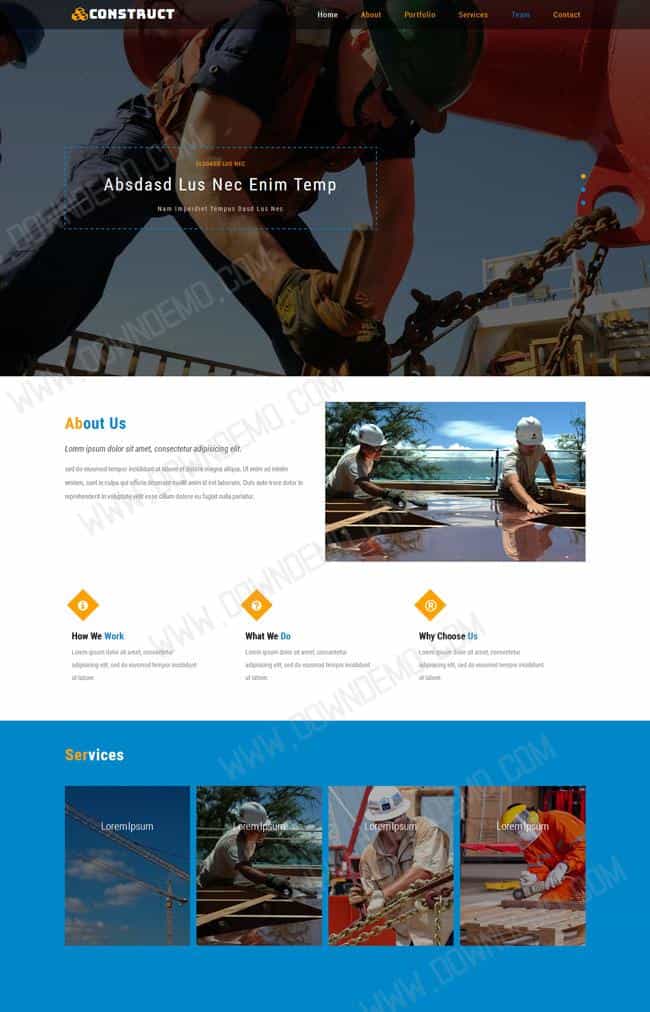 CONSTRUCT
Home About Portfolio Services Team Contact
Absdasd Lus Nec Enim Temp
Nam Imperdiet Tempus Dasd Lus Nec
About Us
Lorem ipsum dolor sit amet, consectetur adipisicing elit.
sed do eiusmod tempor incididunt ut labore et dolore magna aliqua. Ut enim ad minim
veniam, sunt in culpa qui officia deserunt mollit anim id est laborum. Duis aute irure dolor in
reprehenderit in voluptate velit esse cillum dolore eu fugiat nulla pariatur.
How We Work
Lorem ipsum dolor sit amet, consectetur
adipisicing elit, sed do eiusmod tempor incididunt
ut labore
What We Do
Lorem ipsum dolor sit amet, consectetur
adipisicing elit, sed do eiusmod tempor incididunt
ut labore
Why Choose Us
Lorem ipsum dolor sit amet, consectetur
adipisicing elit, sed do eiusmod tempor incididunt
ut labore
Services
LoremIpsum
LoremIpsum
LoremIpsum
LoremIpsum
WWW.DOWNDEMO.COM